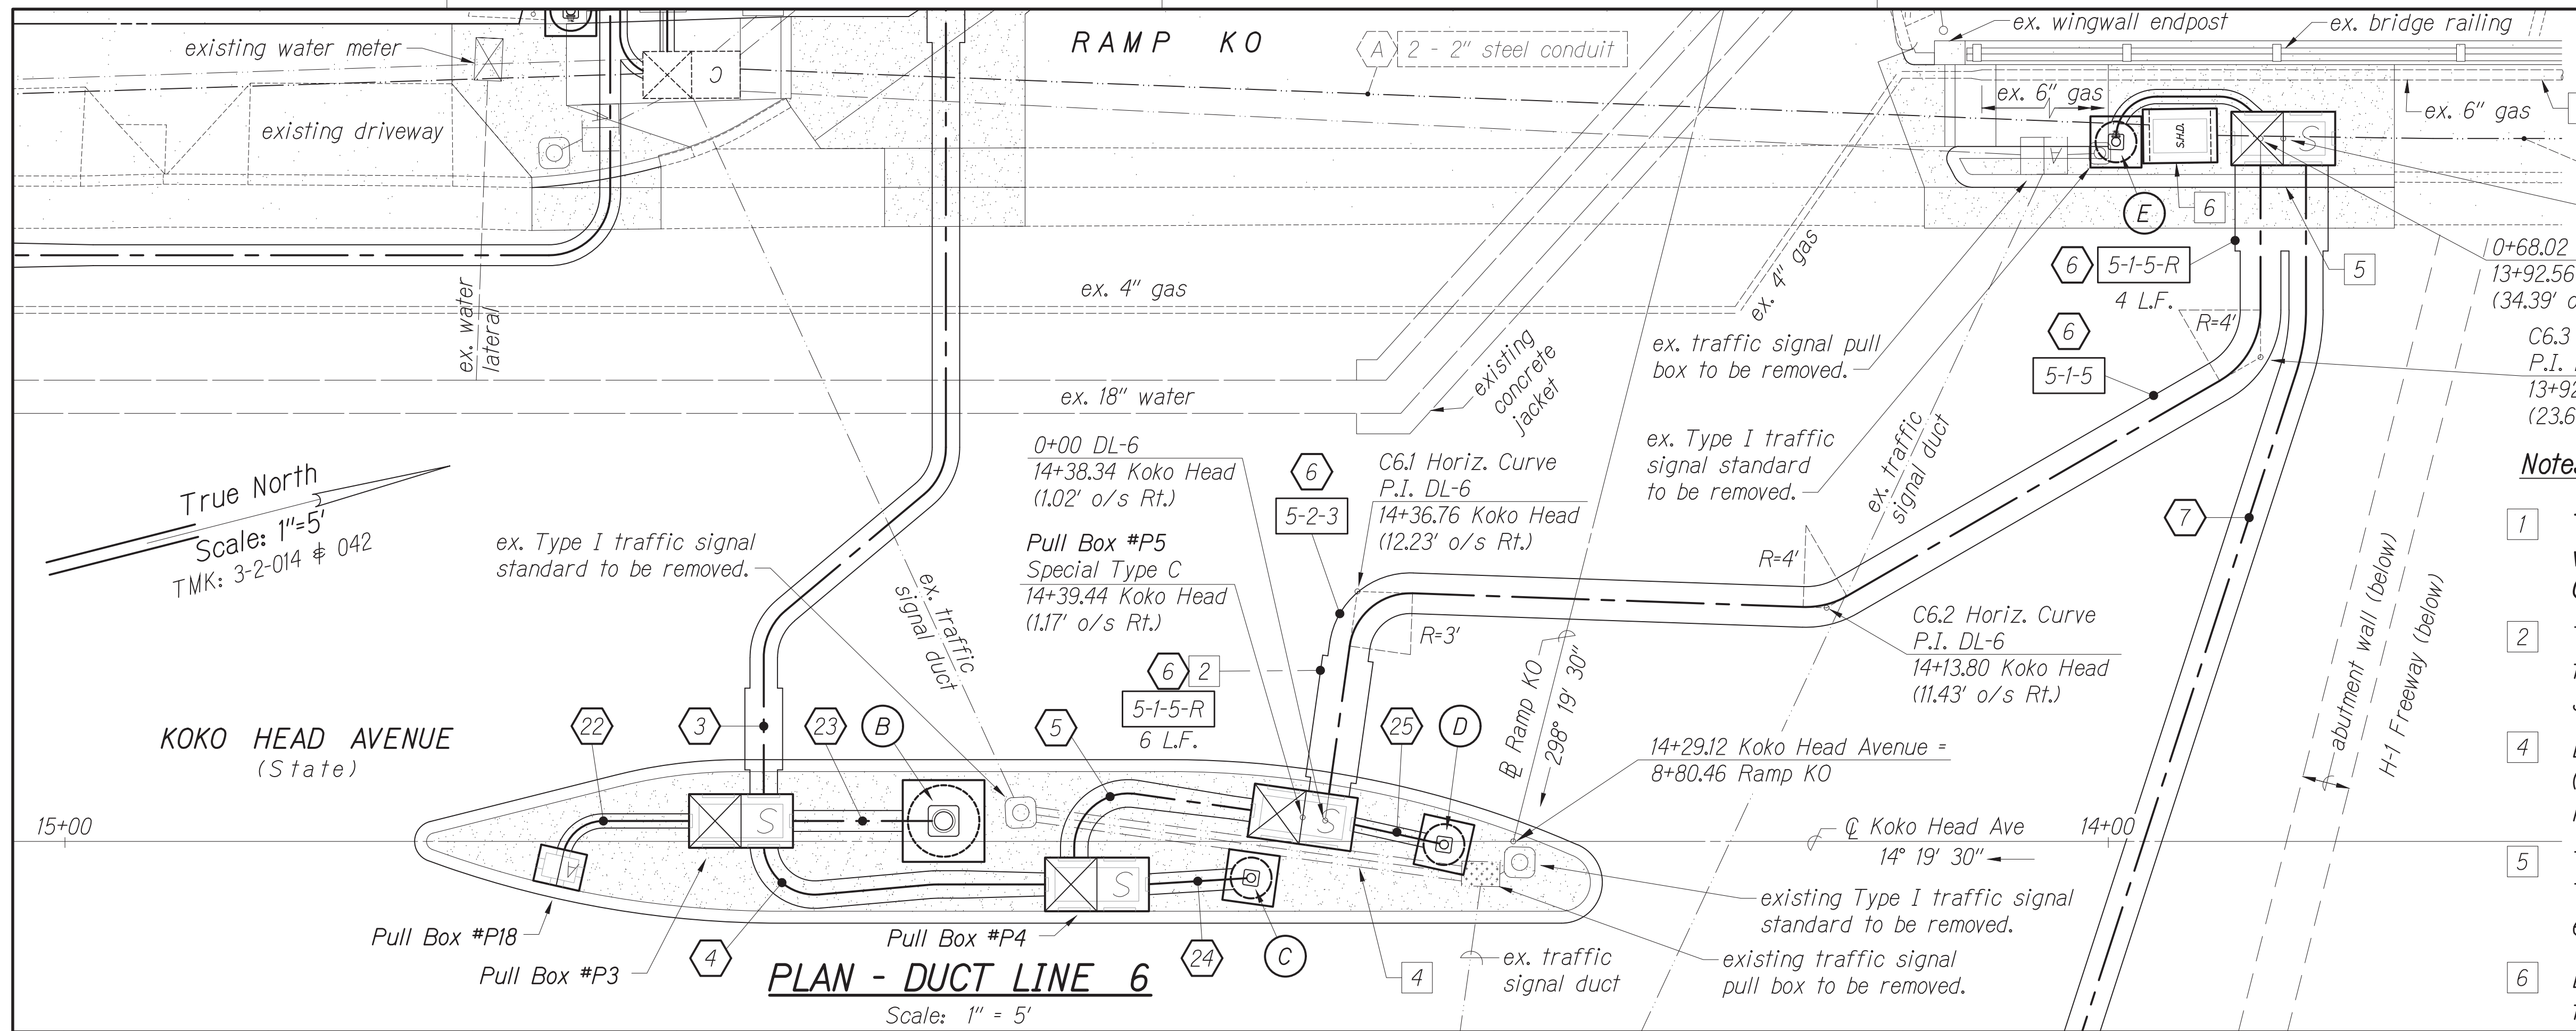 RAMP KO
existing water meter
A
2 - 2" steel conduit
ex. wingwall endpost
ex. bridge railing
existing driveway
C
ex. 6" gas
ex. 6" gas
S.H.D.
S
A
E
6
6
5-1-5-R
4 L.F.
5
0+68.02
13+92.56
(34.39'
ex. water
lateral
ex. 4" gas
ex. 4" gas
R=4'
6
5-1-5
C6.3
P.I.
ex. traffic signal pull
box to be removed.
existing
concrete
jacket
ex. 18" water
ex. Type I traffic
signal standard
to be removed.
ex. traffic
signal duct
0+00 DL-6
14+38.34 Koko Head
(1.02' o/s Rt.)
6
5-2-3
C6.1 Horiz. Curve
P.I. DL-6
14+36.76 Koko Head
(12.23' o/s Rt.)
True North
Scale: 1"=5'
TMK: 3-2-014 & 042
ex. Type I traffic signal
standard to be removed.
Pull Box #P5
Special Type C
14+39.44 Koko Head
(1.17' o/s Rt.)
ex. traffic
signal duct
R=3'
R=4'
C6.2 Horiz. Curve
P.I. DL-6
14+13.80 Koko Head
(11.43' o/s Rt.)
7
1
2
4
5
6
abutment wall (below)
H-1 Freeway (below)
6
2
5-1-5-R
6 L.F.
KOKO HEAD AVENUE
(State)
22
3
23
B
5
25
D
℄ Ramp KO
298° 19' 30"
14+29.12 Koko Head Avenue =
8+80.46 Ramp KO
15+00
S
S
S
A
℄ Koko Head Ave
14° 19' 30"
14+00
existing Type I traffic signal
standard to be removed.
Pull Box #P18
Pull Box #P3
4
Pull Box #P4
24
C
4
ex. traffic
signal duct
existing traffic signal
pull box to be removed.
PLAN - DUCT LINE 6
Scale: 1" = 5'